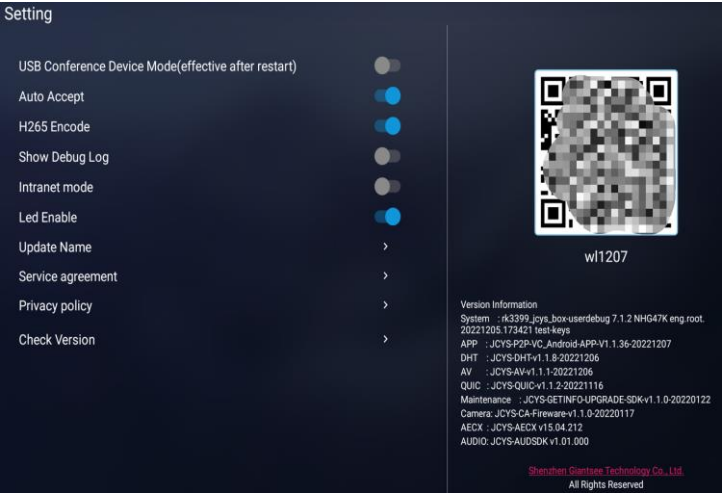 Setting
USB Conference Device Mode(effective after restart)
Auto Accept
H265 Encode
Show Debug Log
Intranet mode
Led Enable
Update Name
Service agreement
Privacy policy
Check Version
wl1207
Version Information
System : rk3399_jcys_box-userdebug 7.1.2 NHG47K eng.root.
20221205.173421 test-keys
APP : JCYS-P2P-VC_Android-APP-V1.1.36-20221207
DHT : JCYS-DHT-v1.1.8-20221206
AV : JCYS-AV-v1.1.1-20221206
QUIC : JCYS-QUIC-v1.1.2-20221116
Maintenance : JCYS-GETINFO-UPGRADE-SDK-v1.1.0-20220122
Camera: JCYS-CA-Fireware-v1.1.0-20220117
AECX : JCYS-AECX v15.04.212
AUDIO: JCYS-AUDSDK v1.01.000
Shenzhen Giantsee Technology Co., Ltd.
All Rights Reserved